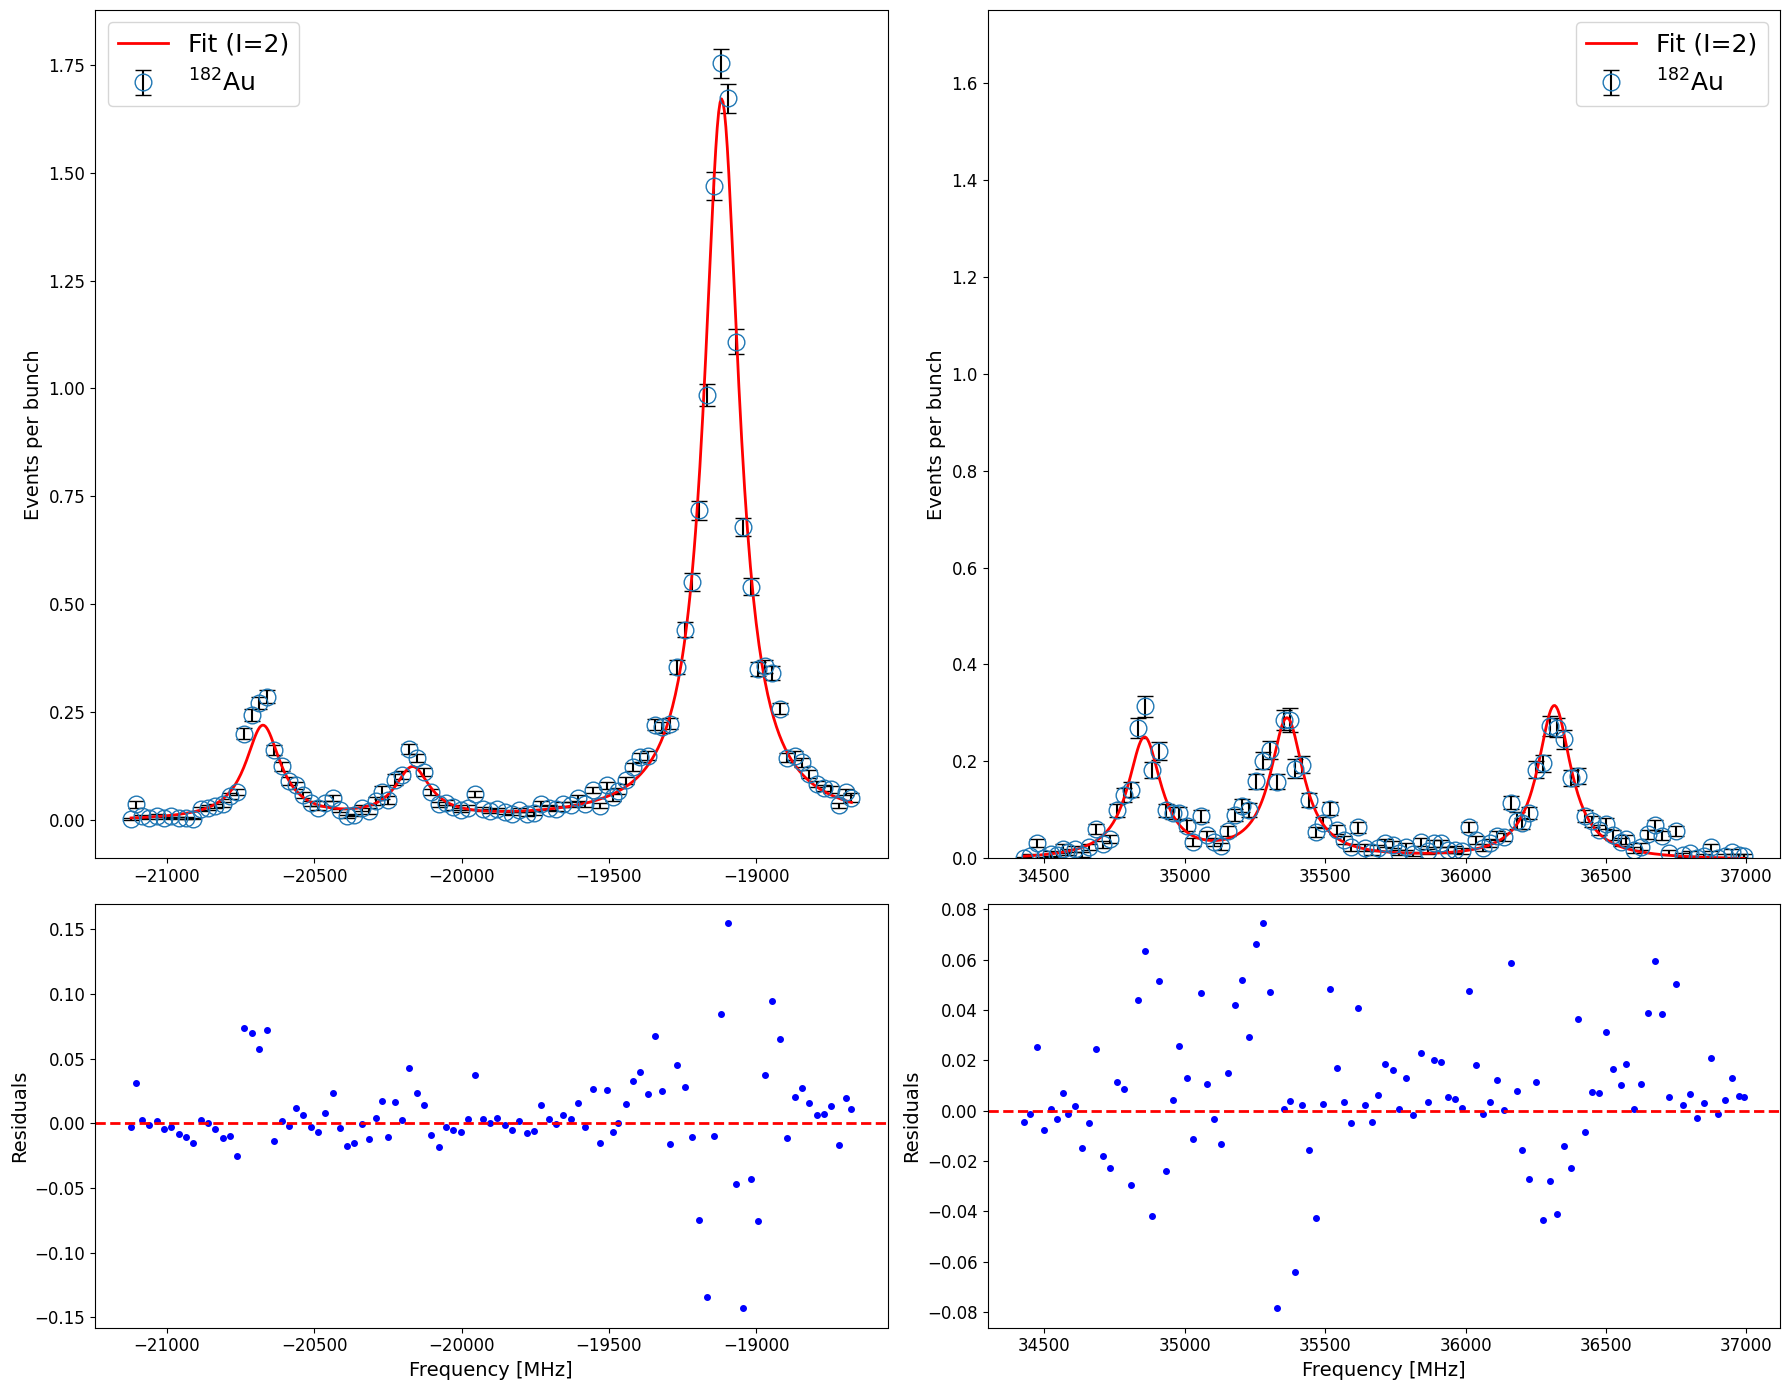 Fit (I=2)
¹⁸²Au
Events per bunch
1.75
1.50
1.25
1.00
0.75
0.50
0.25
0.00
−21000 −20500 −20000 −19500 −19000
Fit (I=2)
¹⁸²Au
Events per bunch
1.6
1.4
1.2
1.0
0.8
0.6
0.4
0.2
0.0
34500 35000 35500 36000 36500 37000
Residuals
0.15
0.10
0.05
0.00
−0.05
−0.10
−0.15
−21000 −20500 −20000 −19500 −19000
Frequency [MHz]
Residuals
0.08
0.06
0.04
0.02
0.00
−0.02
−0.04
−0.06
−0.08
34500 35000 35500 36000 36500 37000
Frequency [MHz]